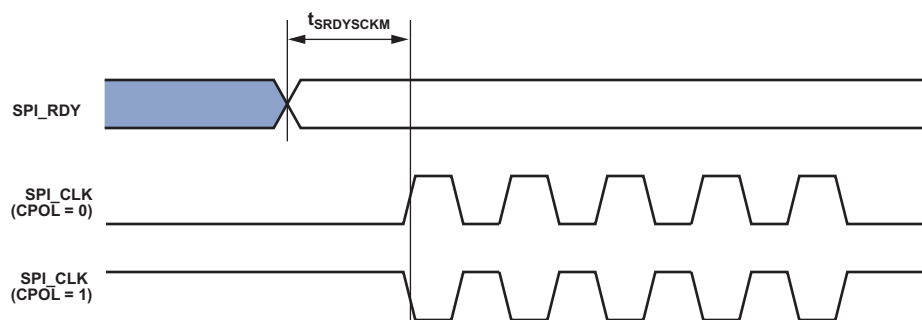 tSRDYSCKM
SPI_RDY
SPI_CLK
(CPOL = 0)
SPI_CLK
(CPOL = 1)